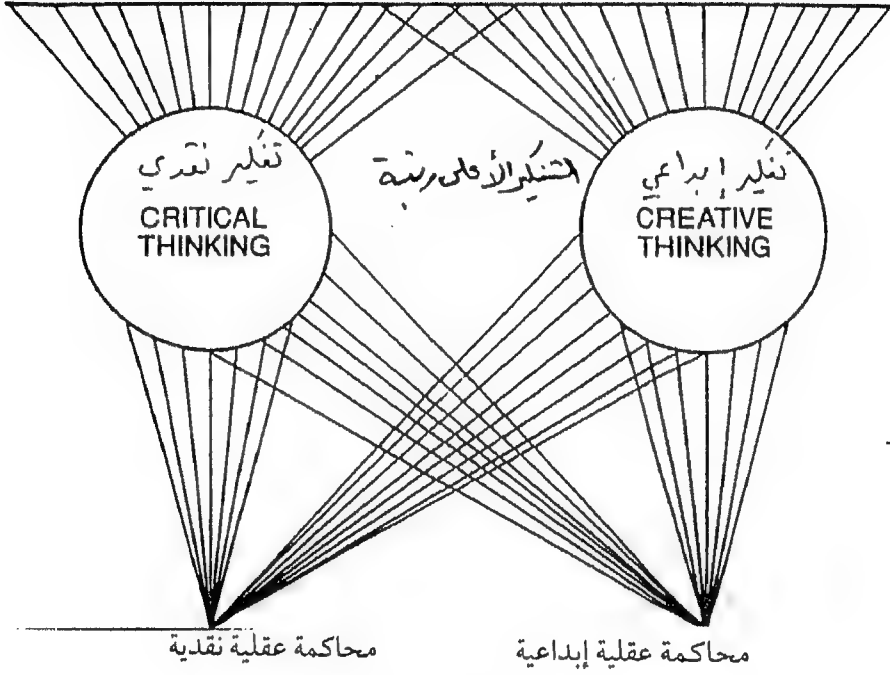 تفكير نقدي
CRITICAL
THINKING
التفكير الأعلى رتبة
تفكير إبداعي
CREATIVE
THINKING
محاكمة عقلية نقدية
محاكمة عقلية إبداعية